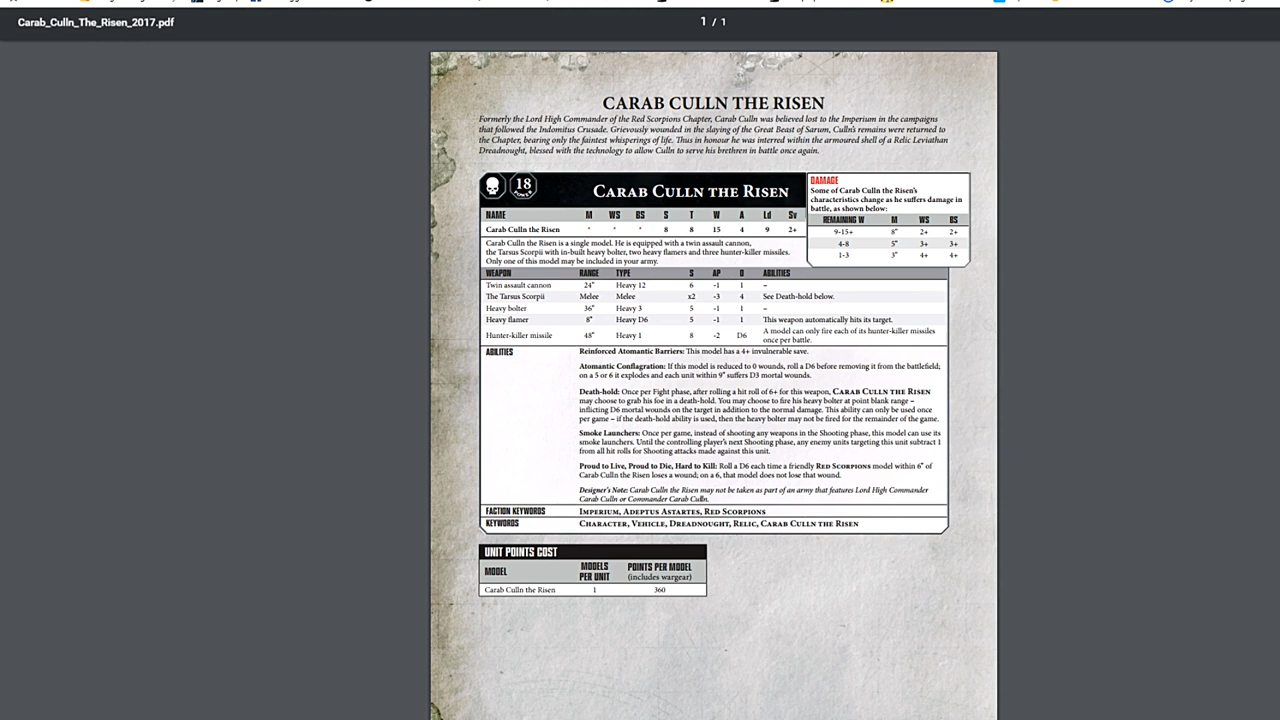 Carab_Culln_The_Risen_2017.pdf
1 / 1
CARAB CULLN THE RISEN
Formerly the Lord High Commander of the Red Scorpions Chapter, Carab Culln was believed lost to the Imperium in the campaigns
that followed the Indomitus Crusade. Grievously wounded in the slaying of the Great Beast of Sarum, Culln's remains were returned to
the Chapter, bearing only the faintest whisperings of life. Thus in honour he was interred within the armoured shell of a Relic Leviathan
Dreadnought, blessed with the technology to allow Culln to serve his brethren in battle once again.
18
POWER
CARAB CULLN THE RISEN
NAME M WS BS S T W A Ld Sv
Carab Culln the Risen * * * 8 8 15 4 9 2+
Carab Culln the Risen is a single model. He is equipped with a twin assault cannon,
the Tarsus Scorpii with in-built heavy bolter, two heavy flamers and three hunter-killer missiles.
Only one of this model may be included in your army.
DAMAGE
Some of Carab Culln the Risen's
characteristics change as he suffers damage in
battle, as shown below:
REMAINING W M WS BS
9-15+ 8" 2+ 2+
4-8 5" 3+ 3+
1-3 3" 4+ 4+
WEAPON RANGE TYPE S AP D ABILITIES
Twin assault cannon 24" Heavy 12 6 -1 1 –
The Tarsus Scorpii Melee Melee x2 -3 4 See Death-hold below.
Heavy bolter 36" Heavy 3 5 -1 1 –
Heavy flamer 8" Heavy D6 5 -1 1 This weapon automatically hits its target.
Hunter-killer missile 48" Heavy 1 8 -2 D6 A model can only fire each of its hunter-killer missiles
once per battle.
ABILITIES
Reinforced Atomantic Barriers: This model has a 4+ invulnerable save.
Atomantic Conflagration: If this model is reduced to 0 wounds, roll a D6 before removing it from the battlefield;
on a 5 or 6 it explodes and each unit within 9" suffers D3 mortal wounds.
Death-hold: Once per Fight phase, after rolling a hit roll of 6+ for this weapon, CARAB CULLN THE RISEN
may choose to grab his foe in a death-hold. You may choose to fire his heavy bolter at point blank range –
inflicting D6 mortal wounds on the target in addition to the normal damage. This ability can only be used once
per game – if the death-hold ability is used, then the heavy bolter may not be fired for the remainder of the game.
Smoke Launchers: Once per game, instead of shooting any weapons in the Shooting phase, this model can use its
smoke launchers. Until the controlling player's next Shooting phase, any enemy units targeting this unit subtract 1
from all hit rolls for Shooting attacks made against this unit.
Proud to Live, Proud to Die, Hard to Kill: Roll a D6 each time a friendly RED SCORPIONS model within 6" of
Carab Culln the Risen loses a wound; on a 6, that model does not lose that wound.
Designer's Note: Carab Culln the Risen may not be taken as part of an army that features Lord High Commander
Carab Culln or Commander Carab Culln.
FACTION KEYWORDS IMPERIUM, ADEPTUS ASTARTES, RED SCORPIONS
KEYWORDS CHARACTER, VEHICLE, DREADNOUGHT, RELIC, CARAB CULLN THE RISEN
UNIT POINTS COST
MODEL MODELS PER UNIT POINTS PER MODEL (includes wargear)
Carab Culln the Risen 1 360